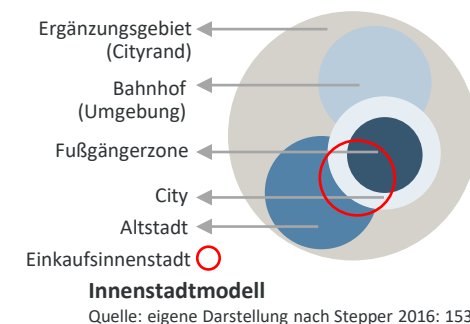 Ergänzungsgebiet
(Cityrand)
Bahnhof
(Umgebung)
Fußgängerzone
City
Altstadt
Einkaufsinnenstadt
Innenstadtmodell
Quelle: eigene Darstellung nach Stepper 2016: 153